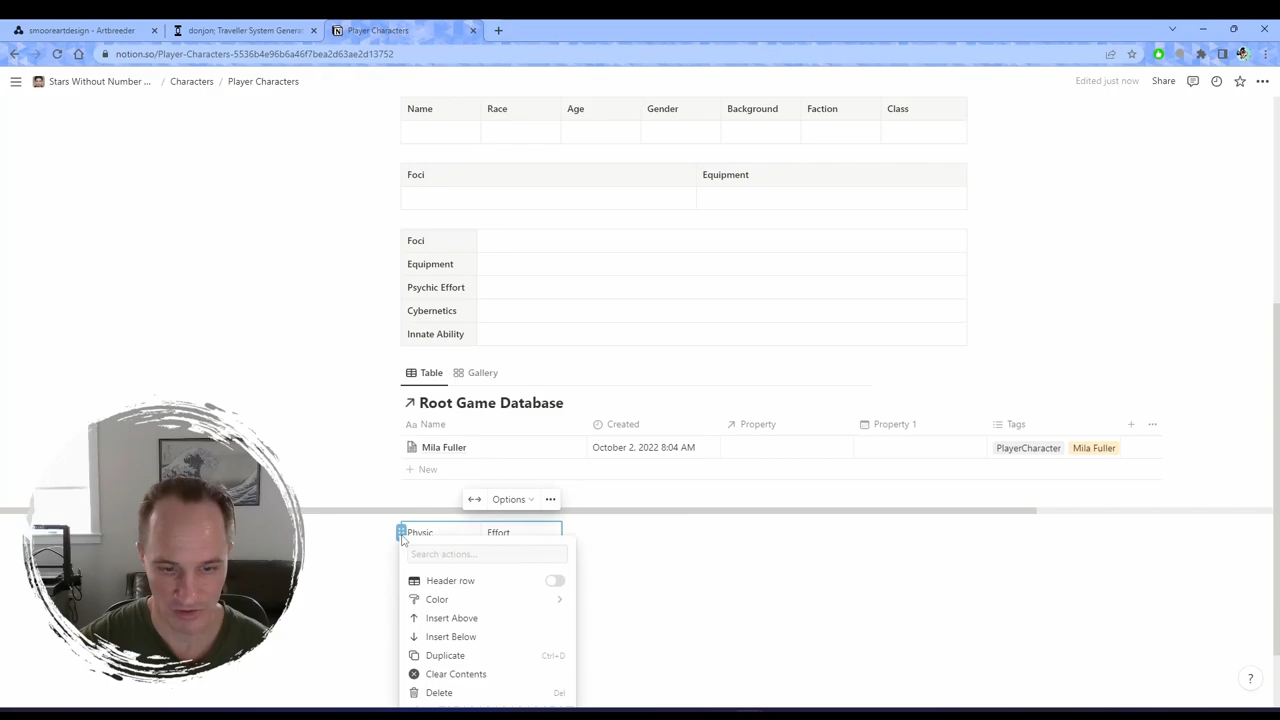 smooreartdesign - Artbreeder
donjon; Traveller System Genera
Player Characters
notion.so/Player-Characters-5536b4e96b6a46f7bea2d63ae2d13752
Stars Without Number ... / Characters / Player Characters
Edited just now
Share
Name Race Age Gender Background Faction Class
Foci Equipment
Foci
Equipment
Psychic Effort
Cybernetics
Innate Ability
Table Gallery
Root Game Database
Aa Name Created Property Property 1 Tags
Mila Fuller October 2, 2022 8:04 AM PlayerCharacter Mila Fuller
New
Options
Physic Effort
Search actions...
Header row
Color
Insert Above
Insert Below
Duplicate Ctrl+D
Clear Contents
Delete Del
?